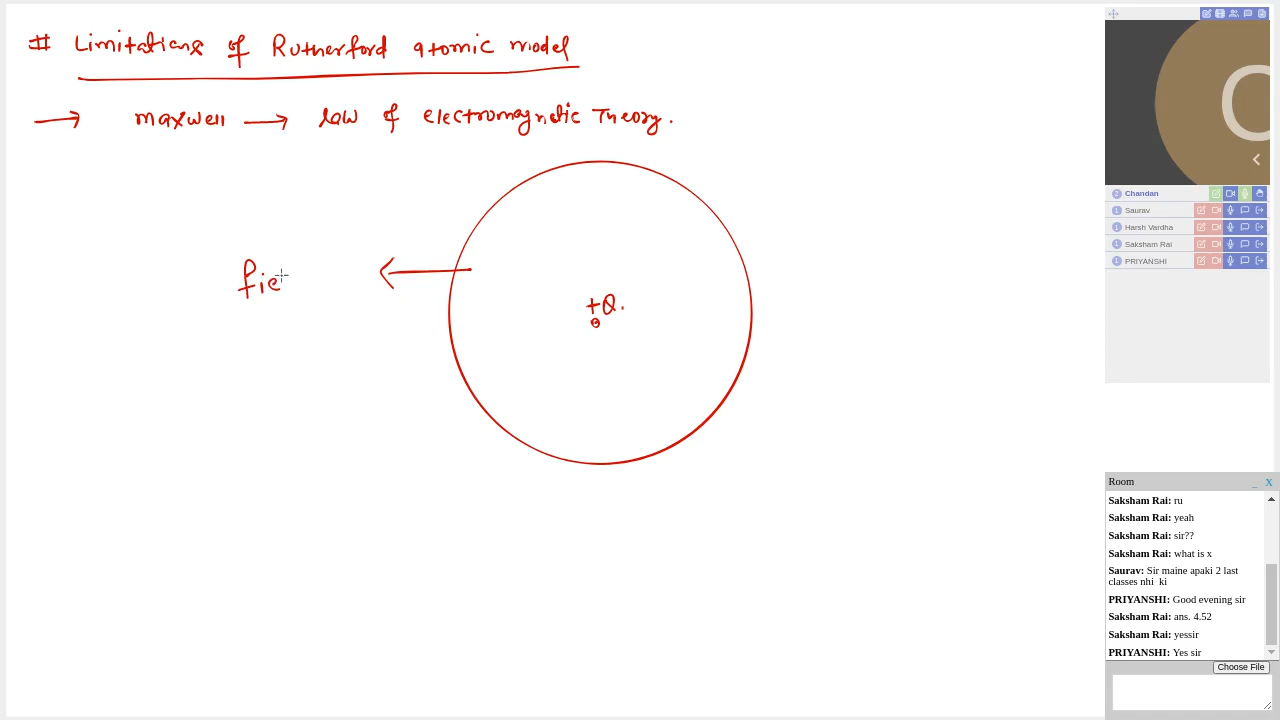 # Limitations of Rutherford atomic model
→ maxwell → law of electromagnetic Theory.
fie
+Q.
Chandan
Saurav
Harsh Vardha
Saksham Rai
PRIYANSHI
Room _ X
Saksham Rai: ru
Saksham Rai: yeah
Saksham Rai: sir??
Saksham Rai: what is x
Saurav: Sir maine apaki 2 last
classes nhi ki
PRIYANSHI: Good evening sir
Saksham Rai: ans. 4.52
Saksham Rai: yessir
PRIYANSHI: Yes sir
Choose File